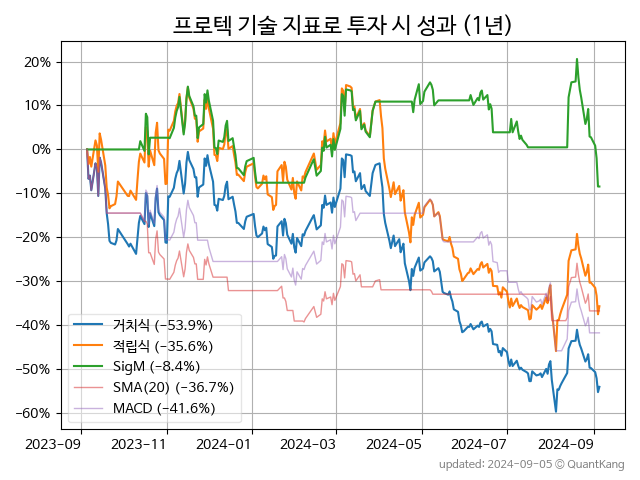 프로텍 기술 지표로 투자 시 성과 (1년)
20%
10%
0%
−10%
−20%
−30%
−40%
−50%
−60%
거치식 (−53.9%)
적립식 (−35.6%)
SigM (−8.4%)
SMA(20) (−36.7%)
MACD (−41.6%)
2023-09
2023-11
2024-01
2024-03
2024-05
2024-07
2024-09
updated: 2024-09-05 © QuantKang